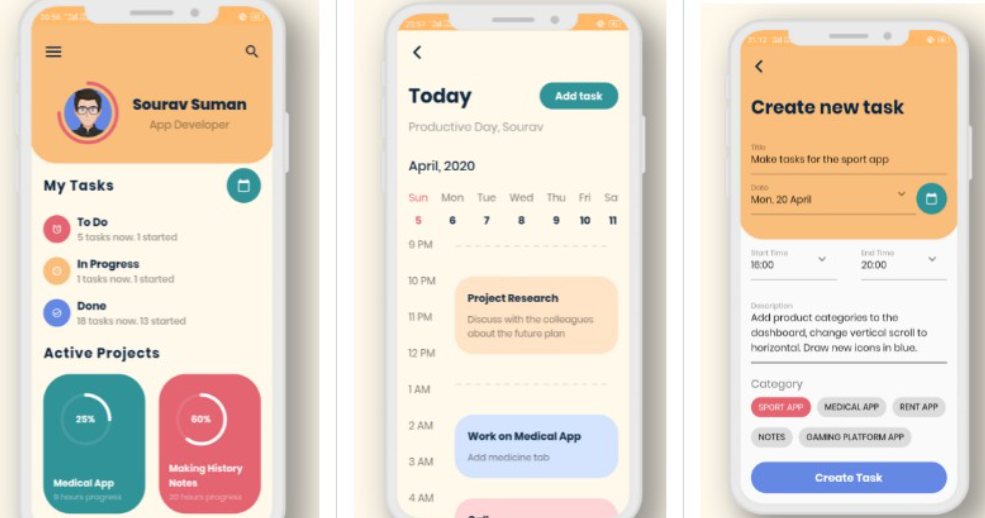 20:56
Sourav Suman
App Developer
My Tasks
To Do
5 tasks now. 1 started
In Progress
1 tasks now. 1 started
Done
18 tasks now. 13 started
Active Projects
25%
Medical App
9 hours progress
60%
Making History
Notes
20 hours progress
20:57
Today
Add task
Productive Day, Sourav
April, 2020
Sun Mon Tue Wed Thu Fri Sa
5 6 7 8 9 10 11
9 PM
10 PM
Project Research
Discuss with the colleagues
about the future plan
11 PM
12 PM
1 AM
2 AM
Work on Medical App
Add medicine tab
3 AM
4 AM
21:12
Create new task
Title
Make tasks for the sport app
Date
Mon, 20 April
Start Time
End Time
16:00
20:00
Description
Add product categories to the
dashboard, change vertical scroll to
horizontal. Draw new icons in blue.
Category
SPORT APP
MEDICAL APP
RENT APP
NOTES
GAMING PLATFORM APP
Create Task